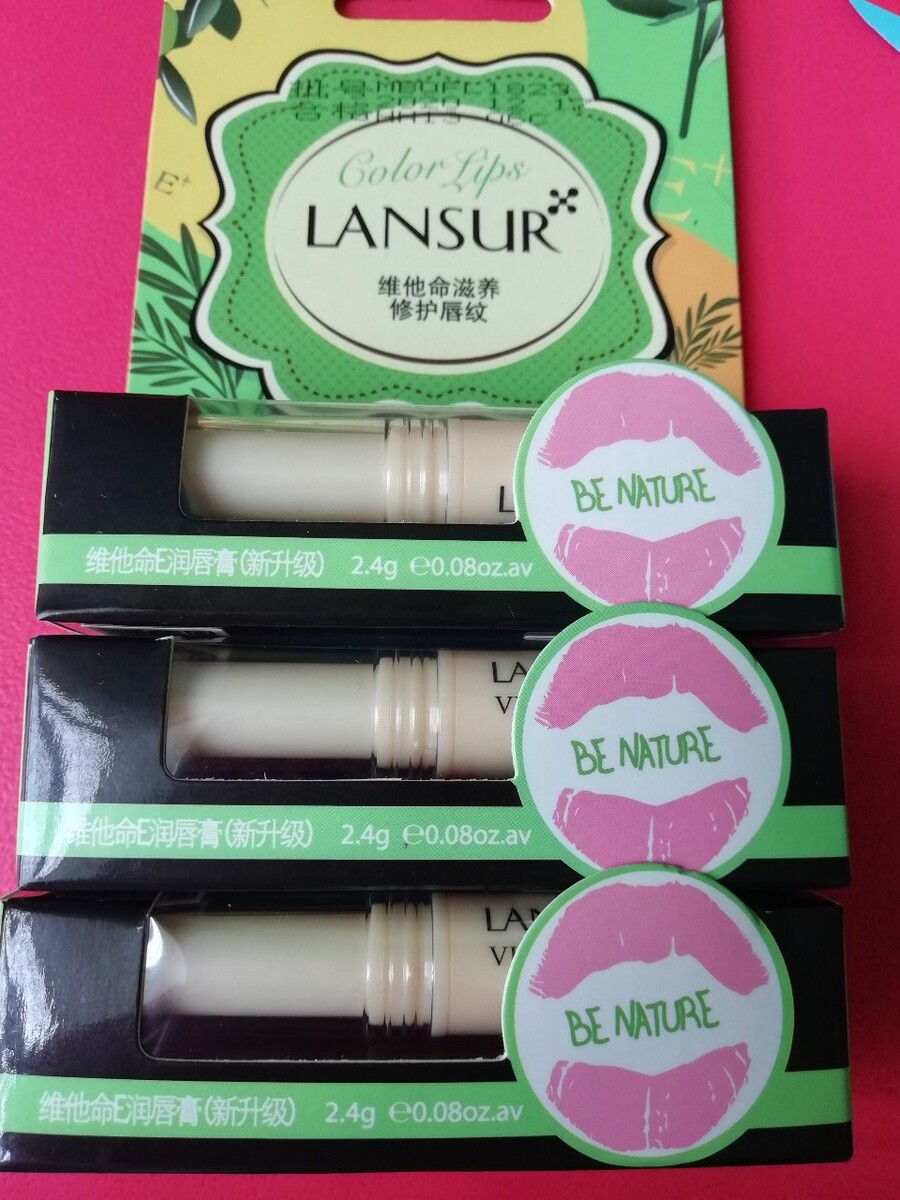 E+
Color Lips
LANSUR
维他命滋养
修护唇纹
L
BE NATURE
维他命E润唇膏(新升级) 2.4g ℮0.08oz.av
LA
V
BE NATURE
维他命E润唇膏(新升级) 2.4g ℮0.08oz.av
LAN
VI
BE NATURE
维他命E润唇膏(新升级) 2.4g ℮0.08oz.av